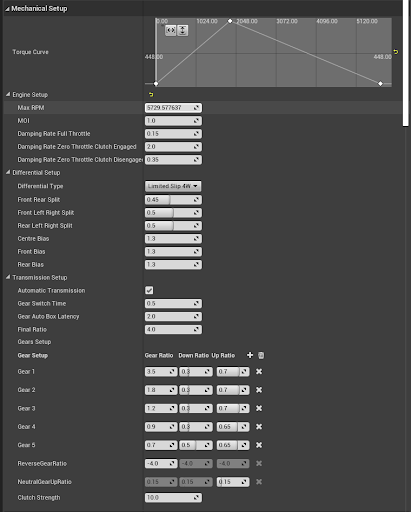 Mechanical Setup
0.00 1024.00 2048.00 3072.00 4096.00 5120.00
Torque Curve
448.00 448.00
Engine Setup
Max RPM 5729.577637
MOI 1.0
Damping Rate Full Throttle 0.15
Damping Rate Zero Throttle Clutch Engaged 2.0
Damping Rate Zero Throttle Clutch Disengaged 0.35
Differential Setup
Differential Type Limited Slip 4W
Front Rear Split 0.45
Front Left Right Split 0.5
Rear Left Right Split 0.5
Centre Bias 1.3
Front Bias 1.3
Rear Bias 1.3
Transmission Setup
Automatic Transmission
Gear Switch Time 0.5
Gear Auto Box Latency 2.0
Final Ratio 4.0
Gears Setup
Gear Setup Gear Ratio Down Ratio Up Ratio
Gear 1 3.5 0.3 0.7
Gear 2 1.8 0.3 0.7
Gear 3 1.2 0.3 0.7
Gear 4 0.9 0.3 0.65
Gear 5 0.7 0.5 0.65
ReverseGearRatio -4.0 -4.0 -4.0
NeutralGearUpRatio 0.15 0.15 0.15
Clutch Strength 10.0